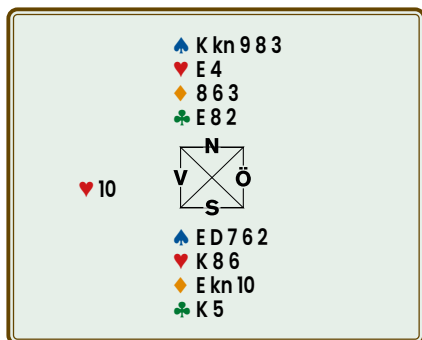 ♠ K kn 9 8 3
♥ E 4
♦ 8 6 3
♣ E 8 2
N
♥ 10
V Ö
S
♠ E D 7 6 2
♥ K 8 6
♦ E kn 10
♣ K 5